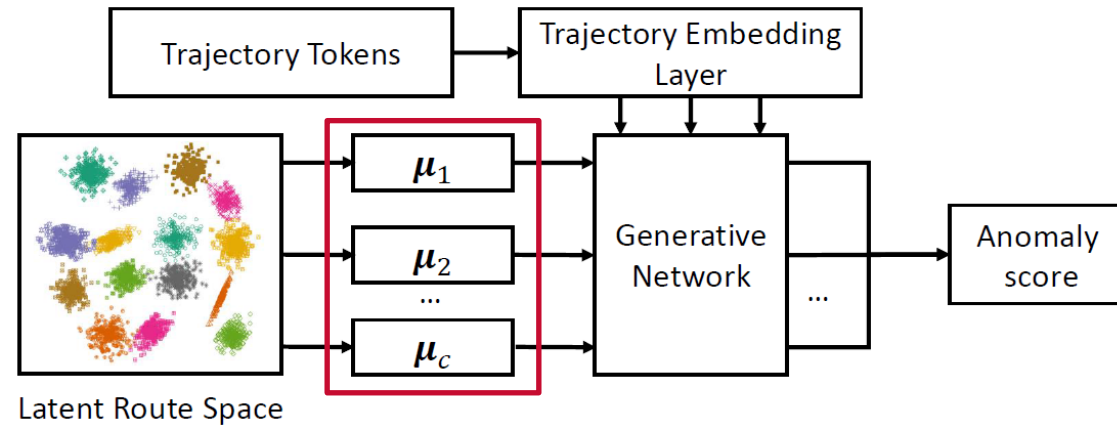 Trajectory Tokens
Trajectory Embedding
Layer
μ1
μ2
...
μc
Generative
Network
...
Anomaly
score
Latent Route Space